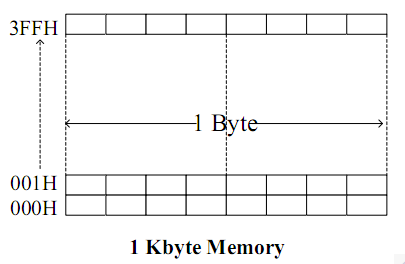 3FFH
1 Byte
001H
000H
1 Kbyte Memory